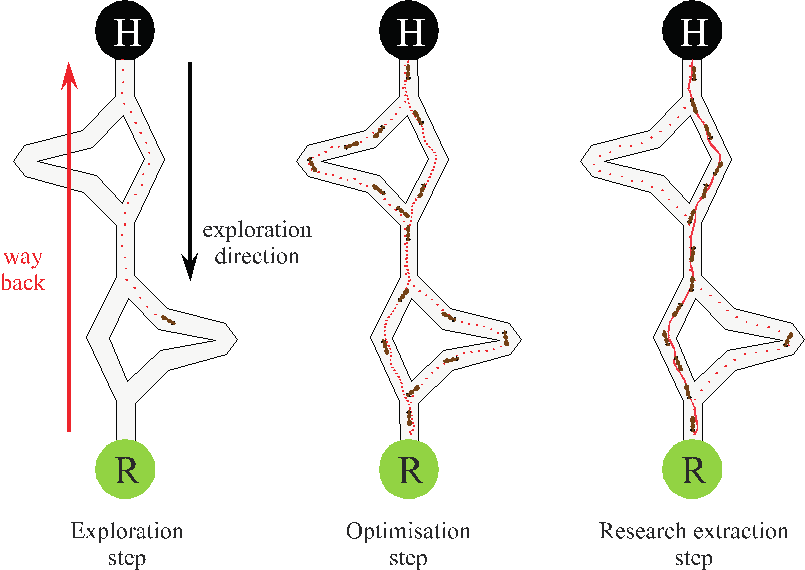 H
H
H
exploration
direction
way
back
R
R
R
Exploration
step
Optimisation
step
Research extraction
step